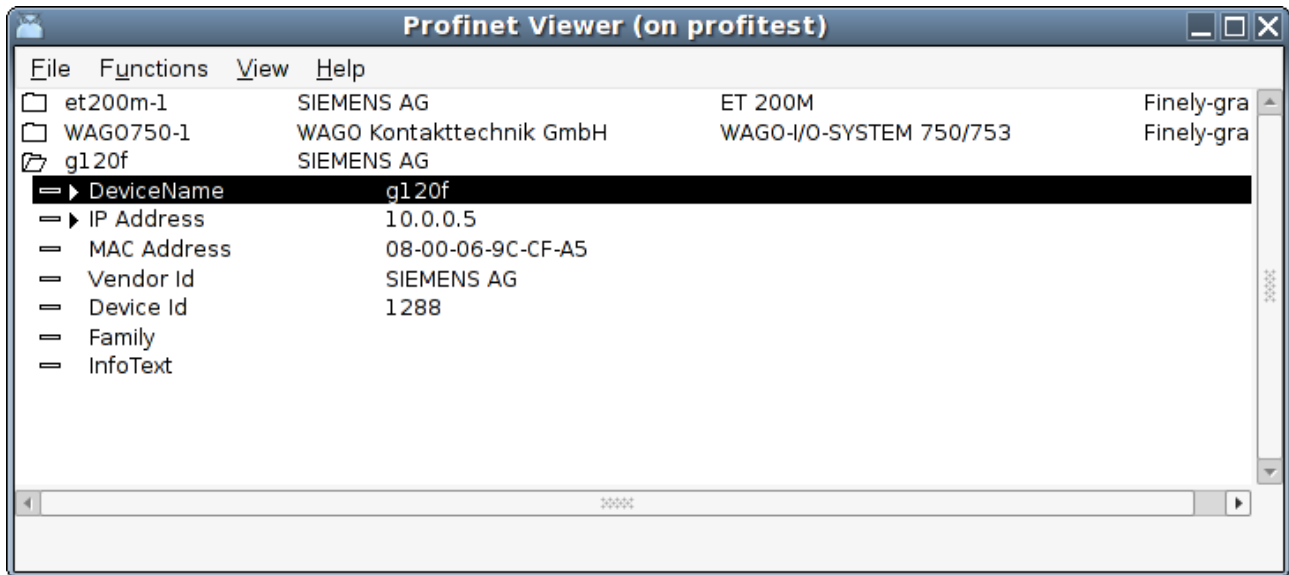 Profinet Viewer (on profitest)
File Functions View Help
et200m-1 SIEMENS AG ET 200M Finely-gra
WAGO750-1 WAGO Kontakttechnik GmbH WAGO-I/O-SYSTEM 750/753 Finely-gra
g120f SIEMENS AG
DeviceName g120f
IP Address 10.0.0.5
MAC Address 08-00-06-9C-CF-A5
Vendor Id SIEMENS AG
Device Id 1288
Family
InfoText